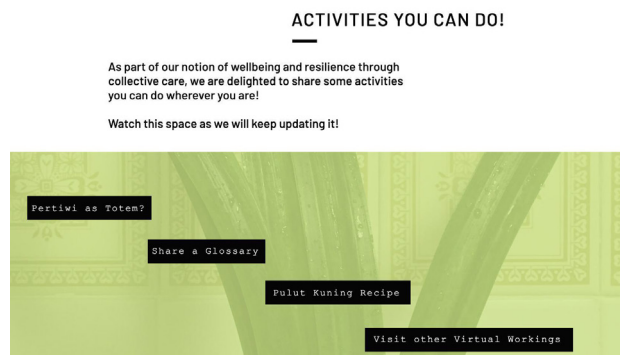 ACTIVITIES YOU CAN DO!
As part of our notion of wellbeing and resilience through
collective care, we are delighted to share some activities
you can do wherever you are!
Watch this space as we will keep updating it!
Pertiwi as Totem?
Share a Glossary
Pulut Kuning Recipe
Visit other Virtual Workings